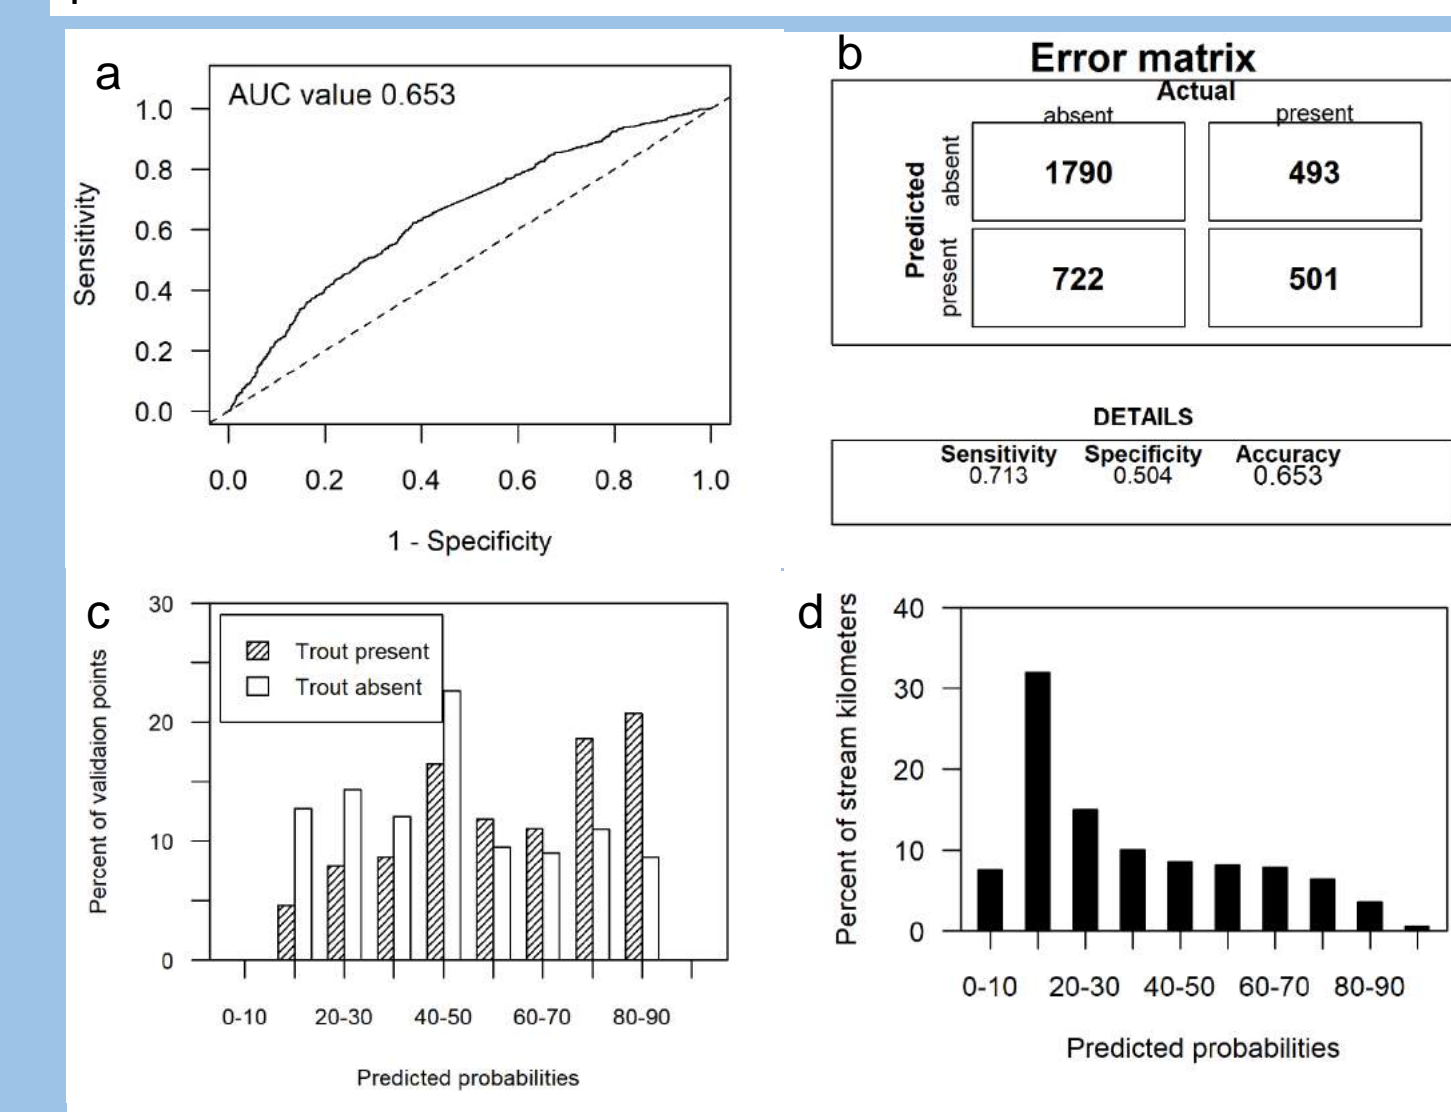 a
AUC value 0.653
1.0
0.8
0.6
0.4
0.2
0.0
Sensitivity
0.0 0.2 0.4 0.6 0.8 1.0
1 - Specificity
b
Error matrix
Actual
absent present
Predicted
absent
1790 493
present
722 501
DETAILS
Sensitivity Specificity Accuracy
0.713 0.504 0.653
c
30
20
10
0
Percent of validaion points
Trout present
Trout absent
0-10 20-30 40-50 60-70 80-90
Predicted probabilities
d
40
30
20
10
0
Percent of stream kilometers
0-10 20-30 40-50 60-70 80-90
Predicted probabilities